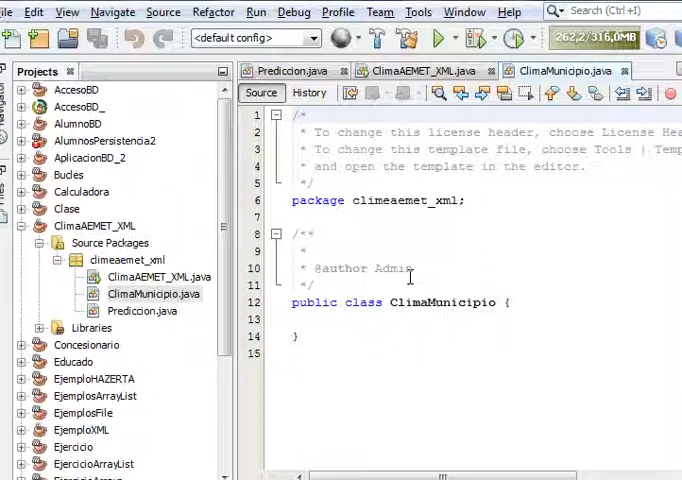 Edit View Navigate Source Refactor Run Debug Profile Team Tools Window Help Search (Ctrl+I)
<default config> 262,2/316,0MB
Projects
Navigator
Files
AccesoBD
AccesoBD_
AlumnoBD
AlumnosPersistencia2
AplicacionBD_2
Bucles
Calculadora
Clase
ClimaAEMET_XML
Source Packages
climeaemet_xml
ClimaAEMET_XML.java
ClimaMunicipio.java
Prediccion.java
Libraries
Concesionario
Educado
EjemploHAZERTA
EjemplosArrayList
EjemplosFile
EjemploXML
Ejercicio
EjercicioArrayList
Prediccion.java ClimaAEMET_XML.java ClimaMunicipio.java
Source History
1 /*
2 * To change this license header, choose License Hea
3 * To change this template file, choose Tools | Temp
4 * and open the template in the editor.
5 */
6 package climeaemet_xml;
7
8 /**
9 *
10 * @author Admin
11 */
12 public class ClimaMunicipio {
13
14 }
15